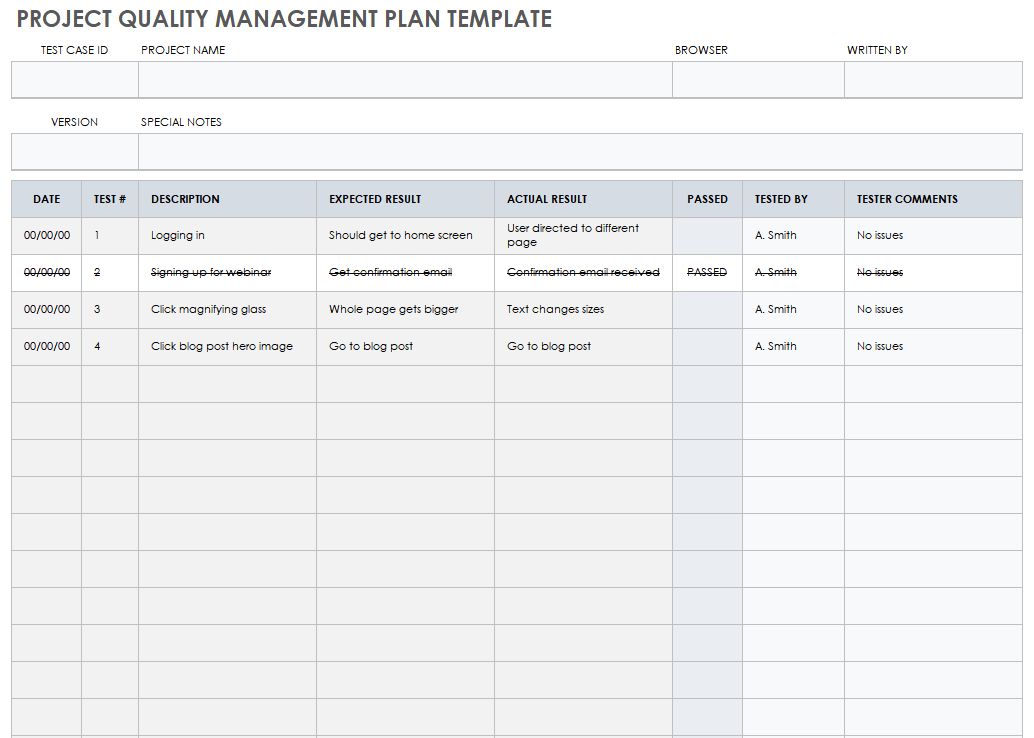 PROJECT QUALITY MANAGEMENT PLAN TEMPLATE
TEST CASE ID PROJECT NAME BROWSER WRITTEN BY
VERSION SPECIAL NOTES
DATE TEST # DESCRIPTION EXPECTED RESULT ACTUAL RESULT PASSED TESTED BY TESTER COMMENTS
00/00/00 1 Logging in Should get to home screen User directed to different
page A. Smith No issues
00/00/00 2 Signing up for webinar Get confirmation email Confirmation email received PASSED A. Smith No issues
00/00/00 3 Click magnifying glass Whole page gets bigger Text changes sizes A. Smith No issues
00/00/00 4 Click blog post hero image Go to blog post Go to blog post A. Smith No issues